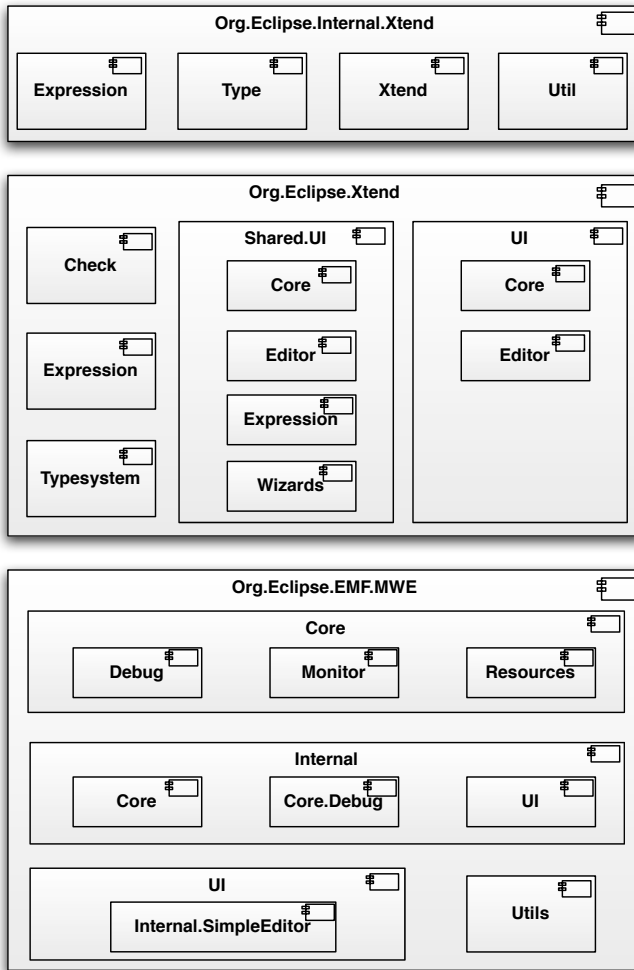 Org.Eclipse.Internal.Xtend
Expression
Type
Xtend
Util
Org.Eclipse.Xtend
Check
Expression
Typesystem
Shared.UI
Core
Editor
Expression
Wizards
UI
Core
Editor
Org.Eclipse.EMF.MWE
Core
Debug
Monitor
Resources
Internal
Core
Core.Debug
UI
UI
Internal.SimpleEditor
Utils